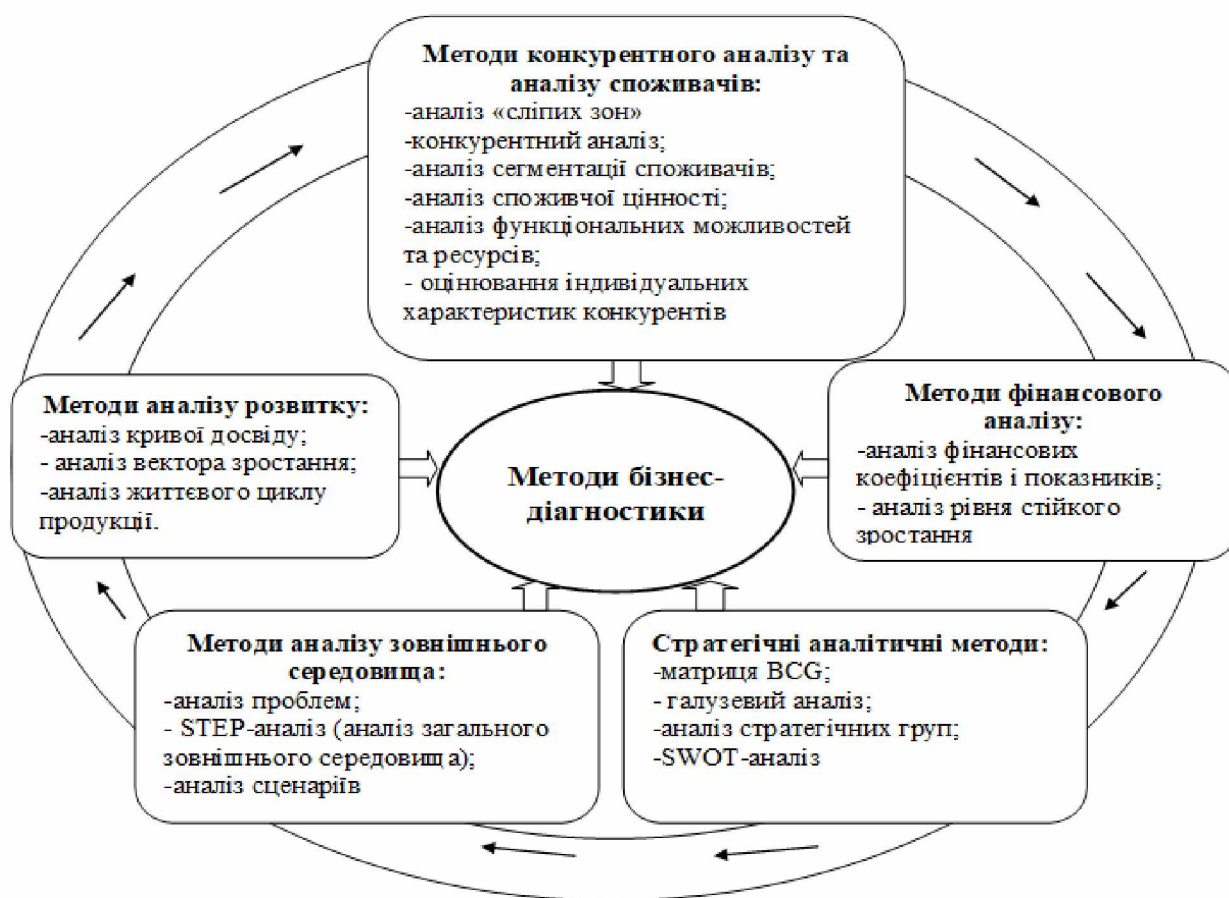 Методи конкурентного аналізу та
аналізу споживачів:
-аналіз «сліпих зон»
-конкурентний аналіз;
-аналіз сегментації споживачів;
-аналіз споживчої цінності;
-аналіз функціональних можливостей
та ресурсів;
- оцінювання індивідуальних
характеристик конкурентів
Методи аналізу розвитку:
-аналіз кривої досвіду;
- аналіз вектора зростання;
-аналіз життєвого циклу
продукції.
Методи бізнес-
діагностики
Методи фінансового
аналізу:
-аналіз фінансових
коефіцієнтів і показників;
- аналіз рівня стійкого
зростання
Методи аналізу зовнішнього
середовища:
-аналіз проблем;
- STEP-аналіз (аналіз загального
зовнішнього середовища);
-аналіз сценаріїв
Стратегічні аналітичні методи:
-матриця BCG;
- галузевий аналіз;
-аналіз стратегічних груп;
-SWOT-аналіз